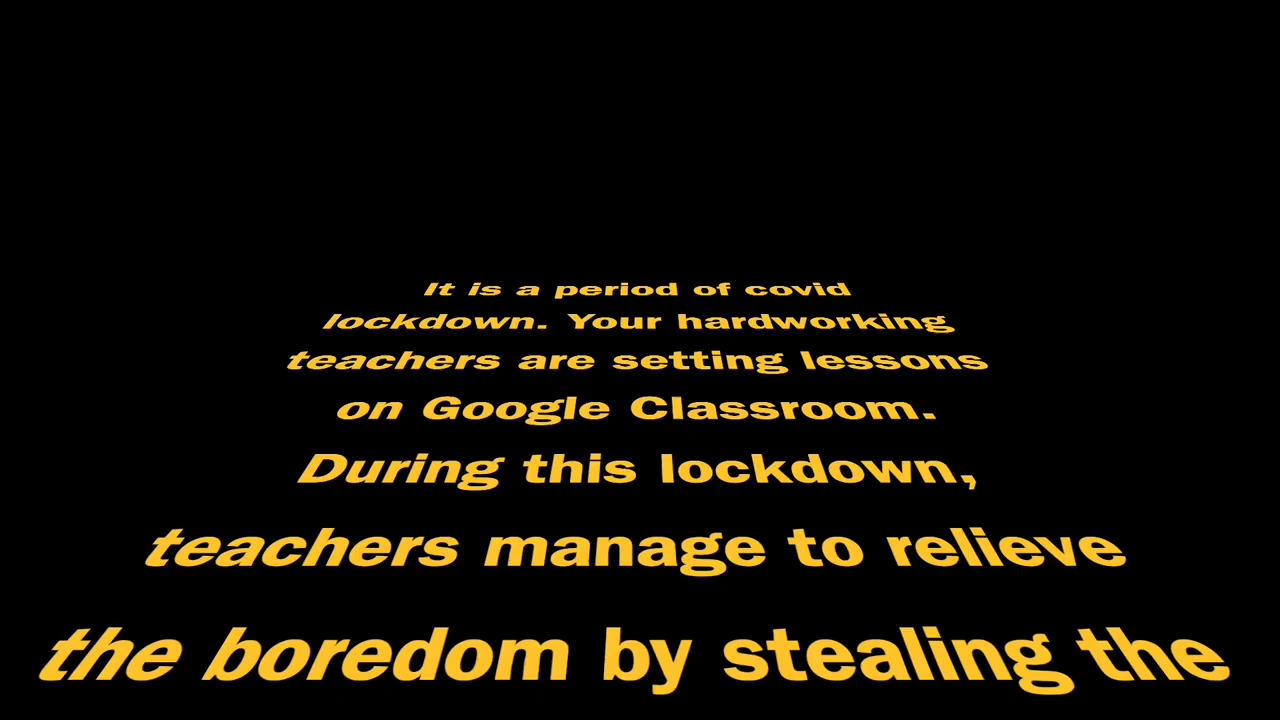 It is a period of covid
lockdown. Your hardworking
teachers are setting lessons
on Google Classroom.
During this lockdown,
teachers manage to relieve
the boredom by stealing the